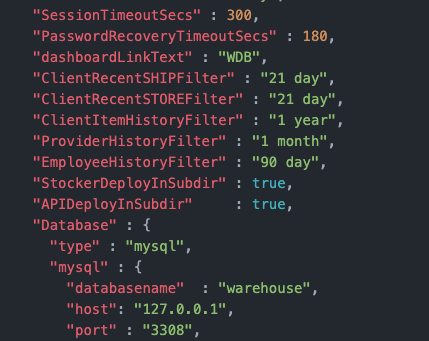 "SessionTimeoutSecs" : 300,
"PasswordRecoveryTimeoutSecs" : 180,
"dashboardLinkText" : "WDB",
"ClientRecentSHIPFilter" : "21 day",
"ClientRecentSTOREFilter" : "21 day",
"ClientItemHistoryFilter" : "1 year",
"ProviderHistoryFilter" : "1 month",
"EmployeeHistoryFilter" : "90 day",
"StockerDeployInSubdir" : true,
"APIDeployInSubdir"     : true,
"Database" : {
  "type" : "mysql",
  "mysql" : {
    "databasename"  : "warehouse",
    "host": "127.0.0.1",
    "port" : "3308",